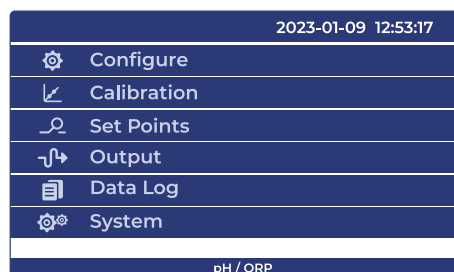 2023-01-09 12:53:17
Configure
Calibration
Set Points
Output
Data Log
System
pH / ORP